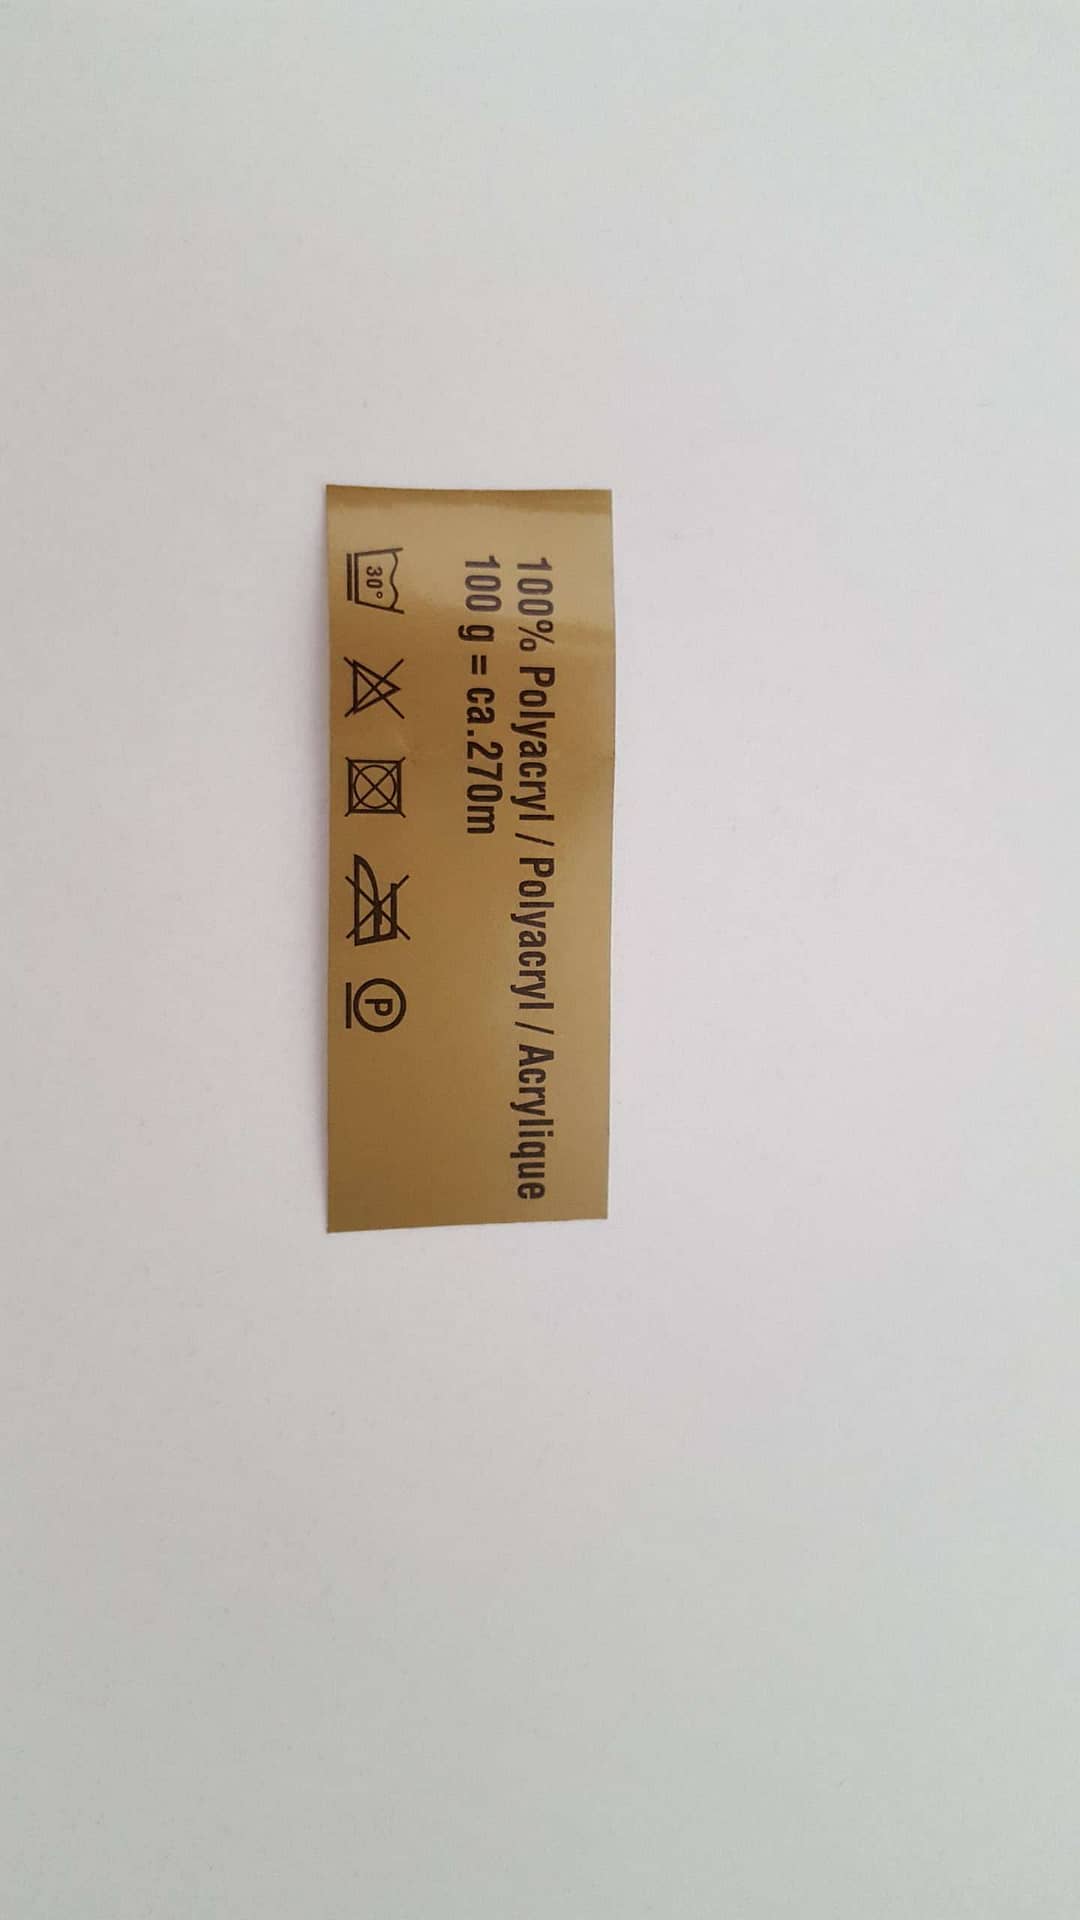 100% Polyacryl / Polyacryl / Acrylique
100 g = ca.270m
30° P